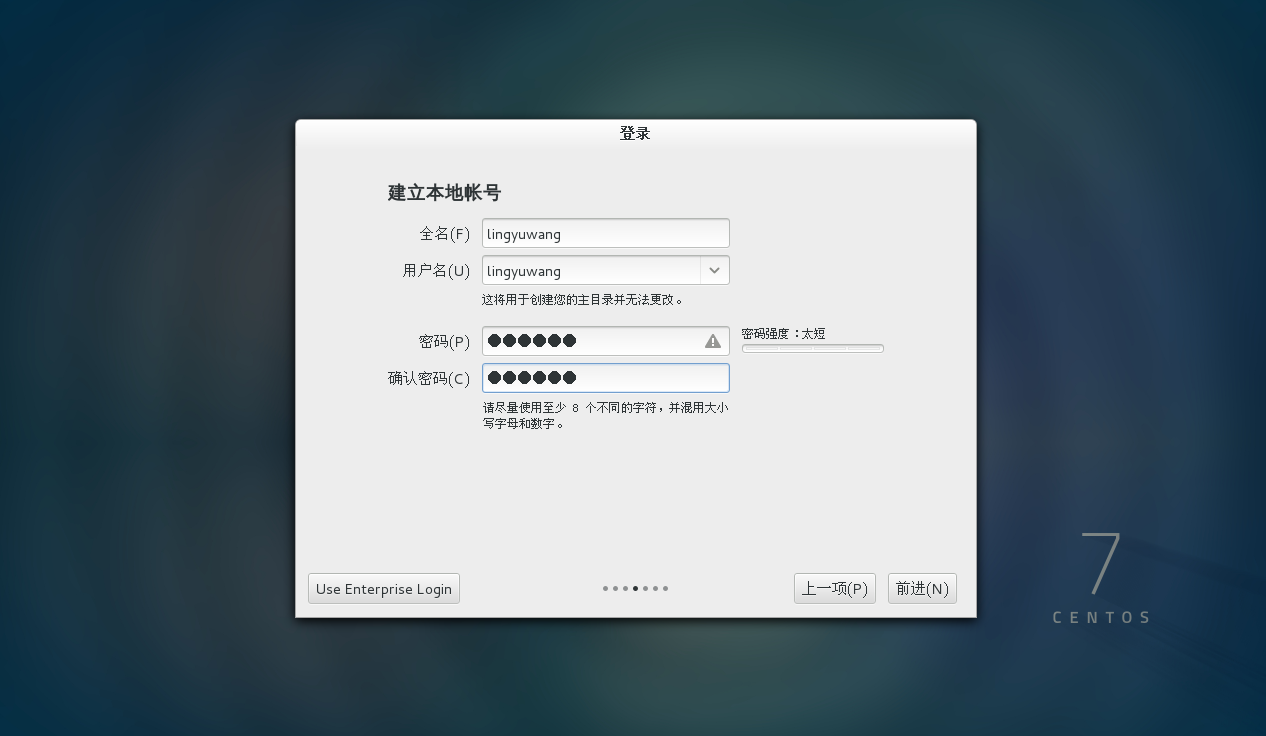 登录
建立本地帐号
全名(F) lingyuwang
用户名(U) lingyuwang
这将用于创建您的主目录并无法更改。
密码(P) ●●●●●● 密码强度：太短
确认密码(C) ●●●●●●
请尽量使用至少 8 个不同的字符，并混用大小
写字母和数字。
Use Enterprise Login 上一项(P) 前进(N)
7
CENTOS